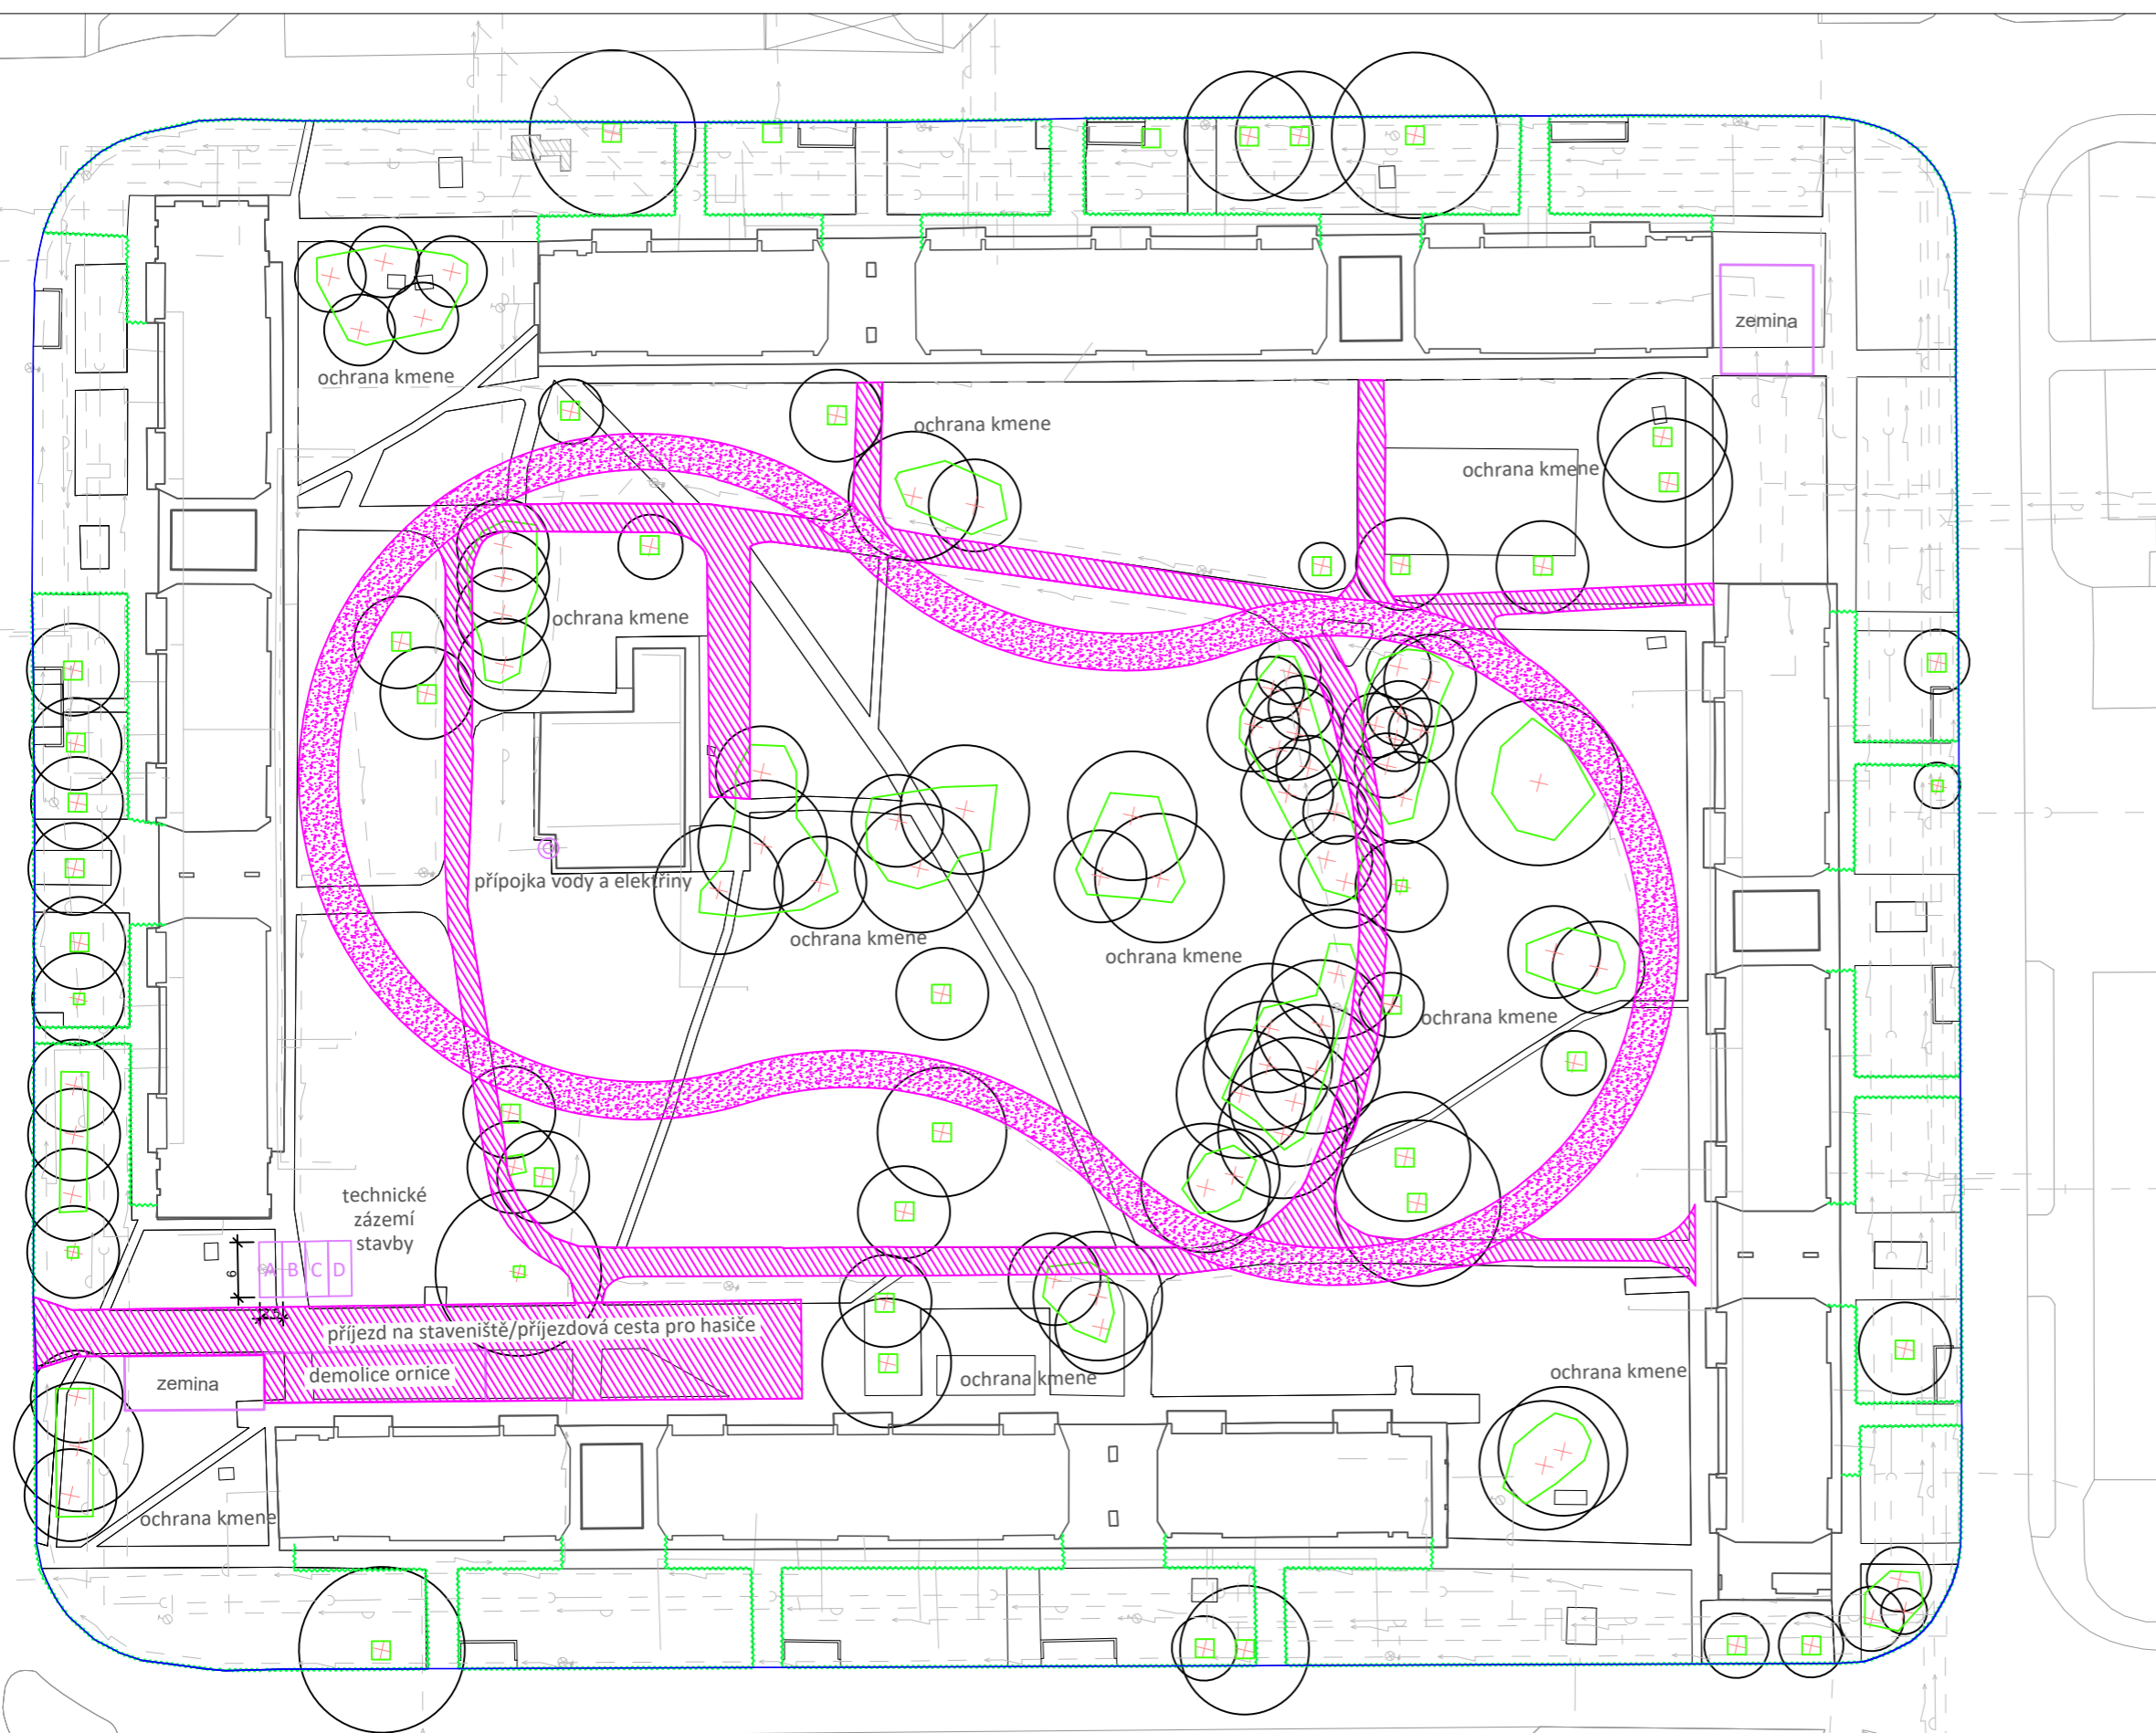 zemina
ochrana kmene
ochrana kmene
ochrana kmene
ochrana kmene
přípojka vody a elektřiny
ochrana kmene
ochrana kmene
ochrana kmene
technické
zázemí
stavby
A B C D
6
2,5
příjezd na staveniště/příjezdová cesta pro hasiče
demolice ornice
zemina
ochrana kmene
ochrana kmene
ochrana kmene